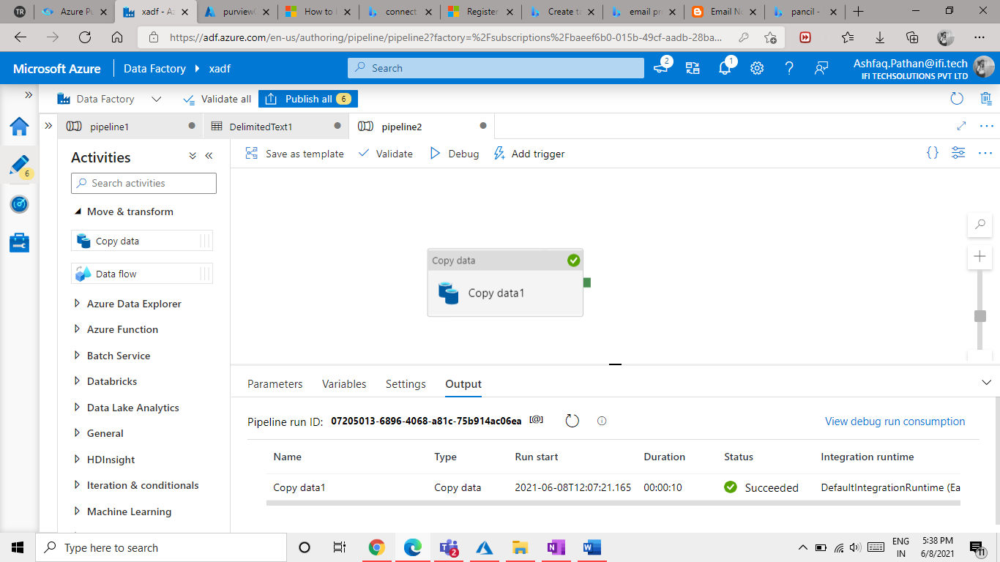 TR
Azure Pu
xadf - Az
purview
How to
connect
Register
Create ta
email pr
Email No
pancil -
https://adf.azure.com/en-us/authoring/pipeline/pipeline2?factory=%2Fsubscriptions%2Fbaeef6b0-015b-49cf-aadb-28ba...
Microsoft Azure
Data Factory
xadf
Search
2
1
Ashfaq.Pathan@ifi.tech
IFI TECHSOLUTIONS PVT LTD
Data Factory
Validate all
Publish all 6
pipeline1
DelimitedText1
pipeline2
Activities
Save as template
Validate
Debug
Add trigger
6
Search activities
Move & transform
Copy data
Data flow
Azure Data Explorer
Azure Function
Batch Service
Databricks
Data Lake Analytics
General
HDInsight
Iteration & conditionals
Machine Learning
Copy data
Copy data1
Parameters Variables Settings Output
Pipeline run ID: 07205013-6896-4068-a81c-75b914ac06ea [@]
View debug run consumption
Name Type Run start Duration Status Integration runtime
Copy data1 Copy data 2021-06-08T12:07:21.165 00:00:10 Succeeded DefaultIntegrationRuntime (Ea
Type here to search
2
ENG
IN
5:38 PM
6/8/2021
11